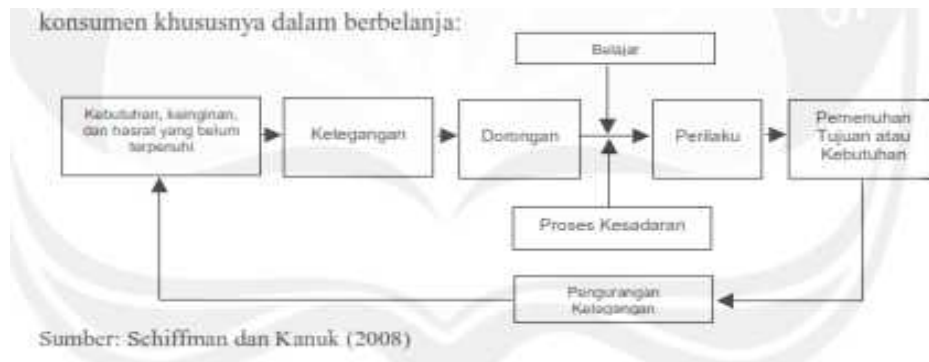 konsumen khususnya dalam berbelanja:
Belajar
Kebutuhan, keinginan,
dan hasrat yang belum
terpenuhi
Ketegangan
Dorongan
Perilaku
Pemenuhan
Tujuan atau
Kebutuhan
Proses Kesadaran
Pengurangan
Ketegangan
Sumber: Schiffman dan Kanuk (2008)